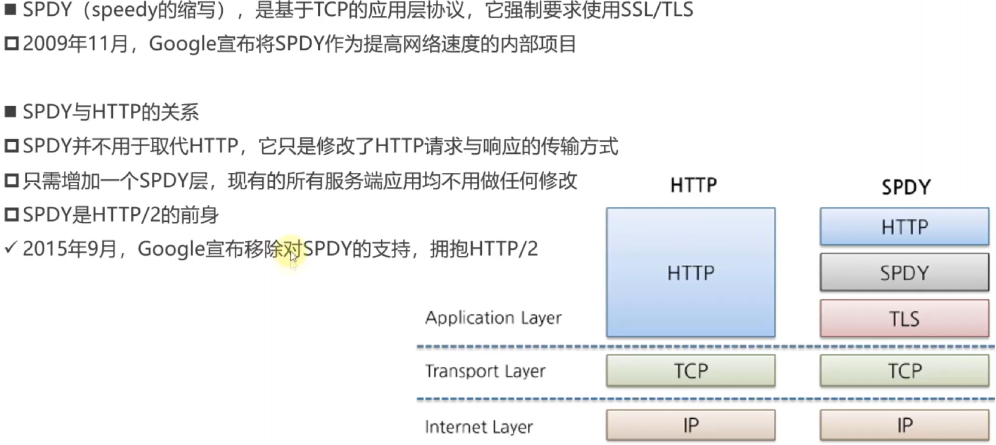 ■ SPDY（speedy的缩写），是基于TCP的应用层协议，它强制要求使用SSL/TLS
2009年11月，Google宣布将SPDY作为提高网络速度的内部项目
■ SPDY与HTTP的关系
SPDY并不用于取代HTTP，它只是修改了HTTP请求与响应的传输方式
只需增加一个SPDY层，现有的所有服务端应用均不用做任何修改
SPDY是HTTP/2的前身
✓ 2015年9月，Google宣布移除对SPDY的支持，拥抱HTTP/2
HTTP SPDY
HTTP
HTTP SPDY
Application Layer TLS
Transport Layer TCP TCP
Internet Layer IP IP